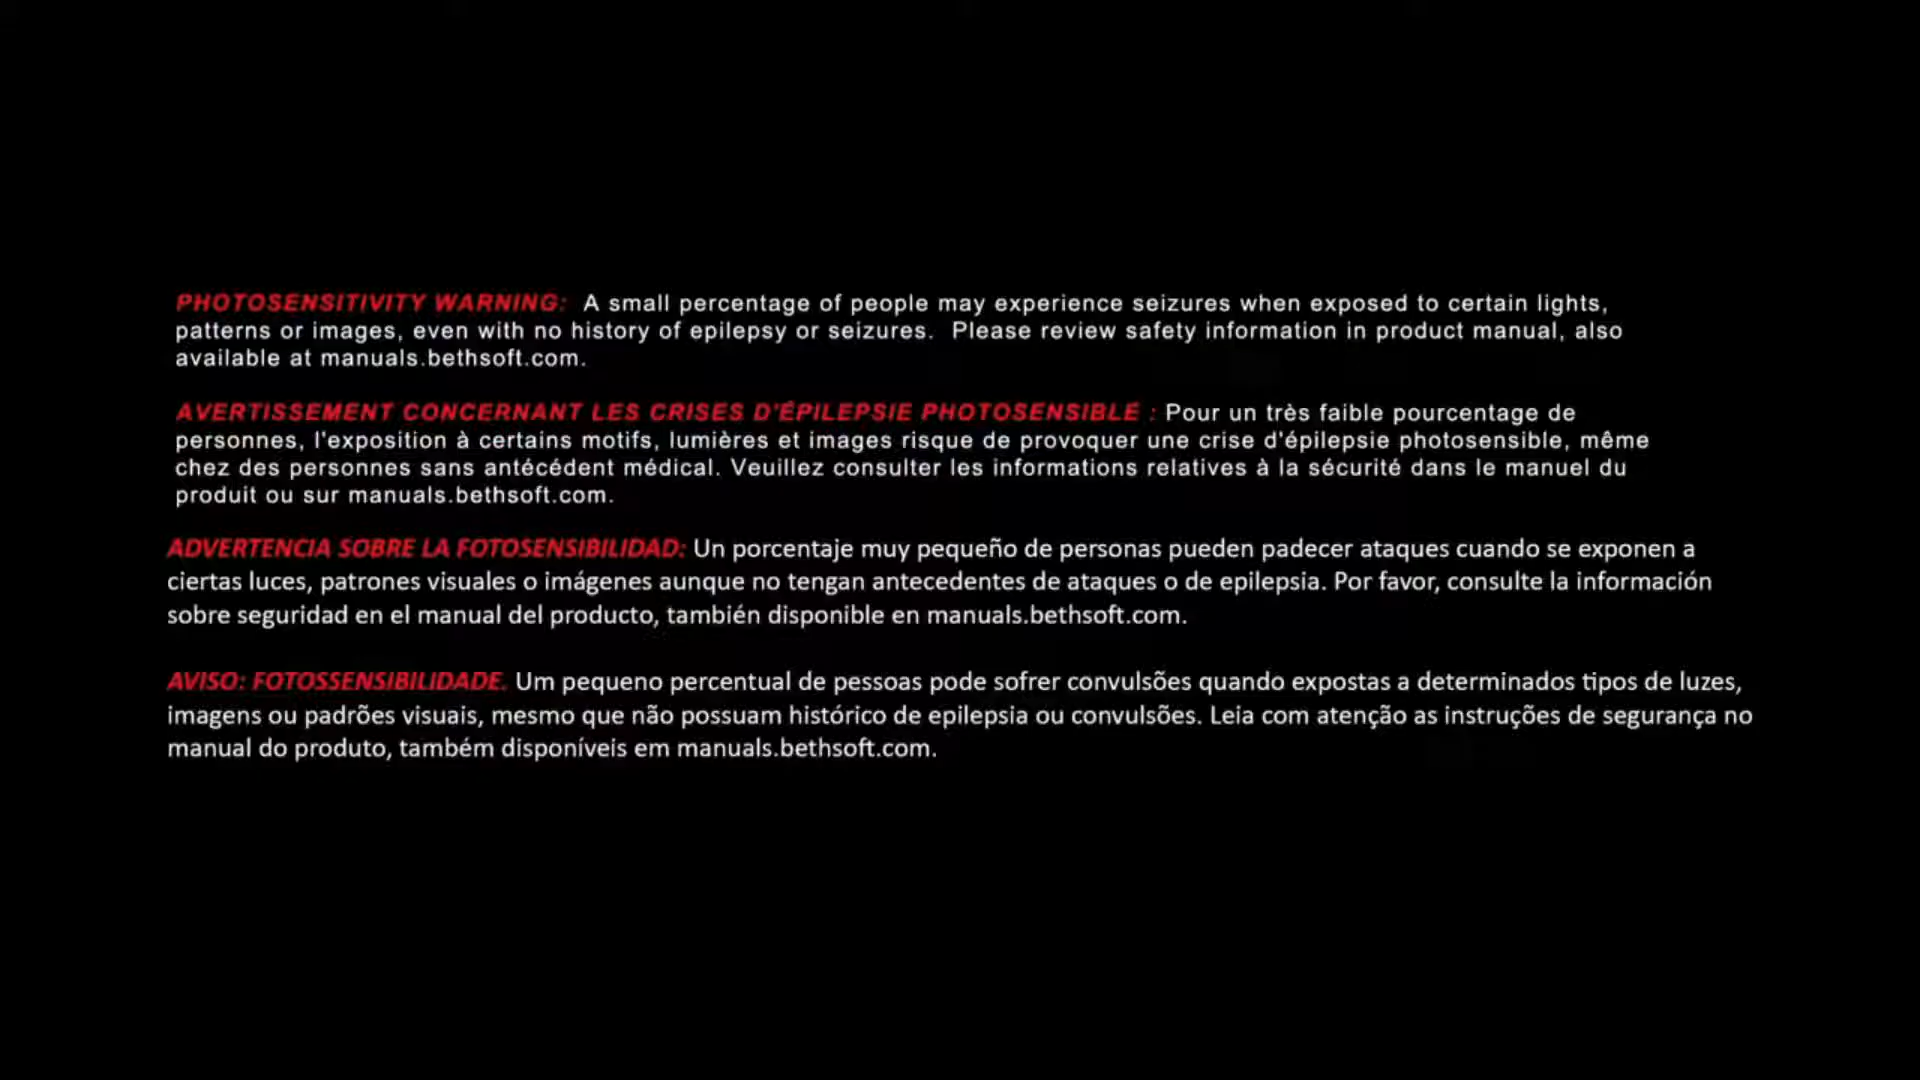 PHOTOSENSITIVITY WARNING: A small percentage of people may experience seizures when exposed to certain lights,
patterns or images, even with no history of epilepsy or seizures. Please review safety information in product manual, also
available at manuals.bethsoft.com.
AVERTISSEMENT CONCERNANT LES CRISES D'ÉPILEPSIE PHOTOSENSIBLE : Pour un très faible pourcentage de
personnes, l'exposition à certains motifs, lumières et images risque de provoquer une crise d'épilepsie photosensible, même
chez des personnes sans antécédent médical. Veuillez consulter les informations relatives à la sécurité dans le manuel du
produit ou sur manuals.bethsoft.com.
ADVERTENCIA SOBRE LA FOTOSENSIBILIDAD: Un porcentaje muy pequeño de personas pueden padecer ataques cuando se exponen a
ciertas luces, patrones visuales o imágenes aunque no tengan antecedentes de ataques o de epilepsia. Por favor, consulte la información
sobre seguridad en el manual del producto, también disponible en manuals.bethsoft.com.
AVISO: FOTOSSENSIBILIDADE. Um pequeno percentual de pessoas pode sofrer convulsões quando expostas a determinados tipos de luzes,
imagens ou padrões visuais, mesmo que não possuam histórico de epilepsia ou convulsões. Leia com atenção as instruções de segurança no
manual do produto, também disponíveis em manuals.bethsoft.com.